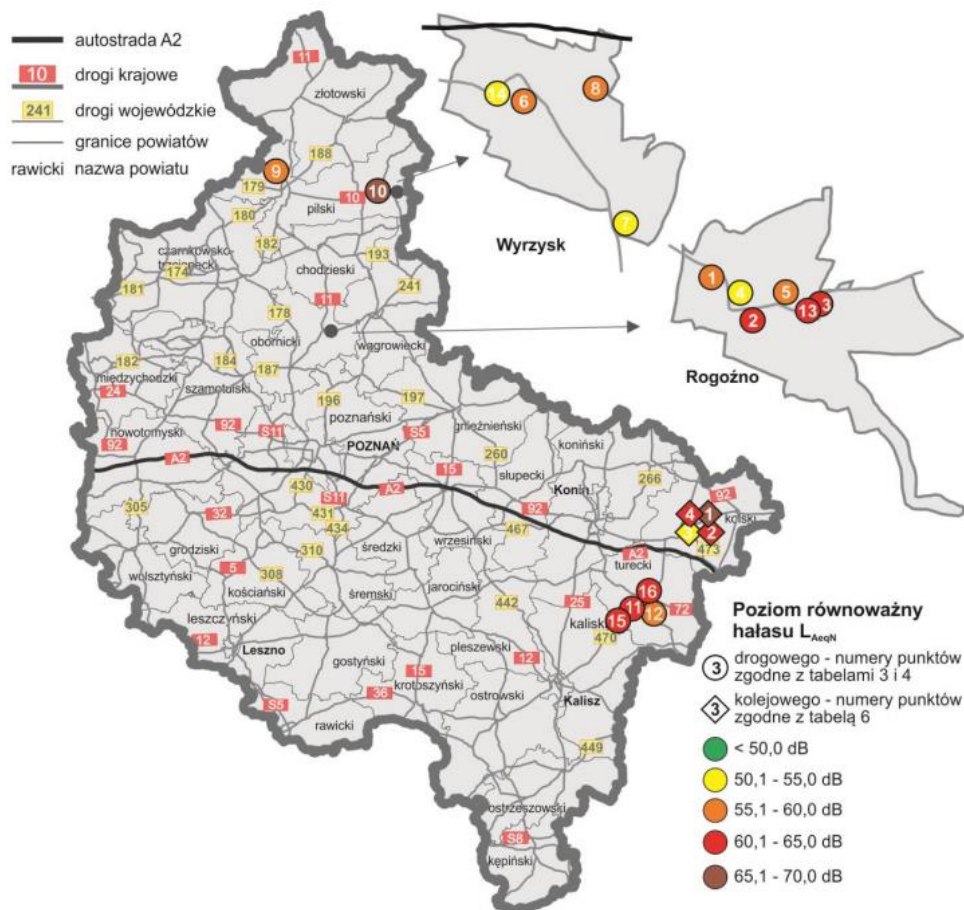 autostrada A2
10 drogi krajowe
241 drogi wojewódzkie
granice powiatów
rawicki nazwa powiatu
11
złotowski
188
9
179
10
10
pilski
180
182
193
czarnkowsko-
trzcianecki
174
chodzieski
181
241
11
178
obornicki
wągrowiecki
182
184
187
międzychodzki
24
szamotulski
196
197
poznański
nowotomyski
92
92
S11
POZNAŃ
S5
gnieźnieński
koniński
260
A2
15
słupecki
Konin
266
430
S11
A2
92
92
305
32
431
434
467
4
1
kolski
2
473
310
średzki
wrzesiński
A2
turecki
grodziski
5
wolsztyński
308
kościański
śremski
jarociński
442
25
16
11
12
72
15
kaliski
470
leszczyński
12
Leszno
pleszewski
12
gostyński
15
krotoszyński
36
ostrowski
Kalisz
S5
rawicki
449
ostrzeszowski
S8
kępiński
14
6
8
7
Wyrzysk
1
4
5
2
13
3
Rogoźno
Poziom równoważny
hałasu LAeqN
3 drogowego - numery punktów
zgodne z tabelami 3 i 4
3 kolejowego - numery punktów
zgodne z tabelą 6
< 50,0 dB
50,1 - 55,0 dB
55,1 - 60,0 dB
60,1 - 65,0 dB
65,1 - 70,0 dB